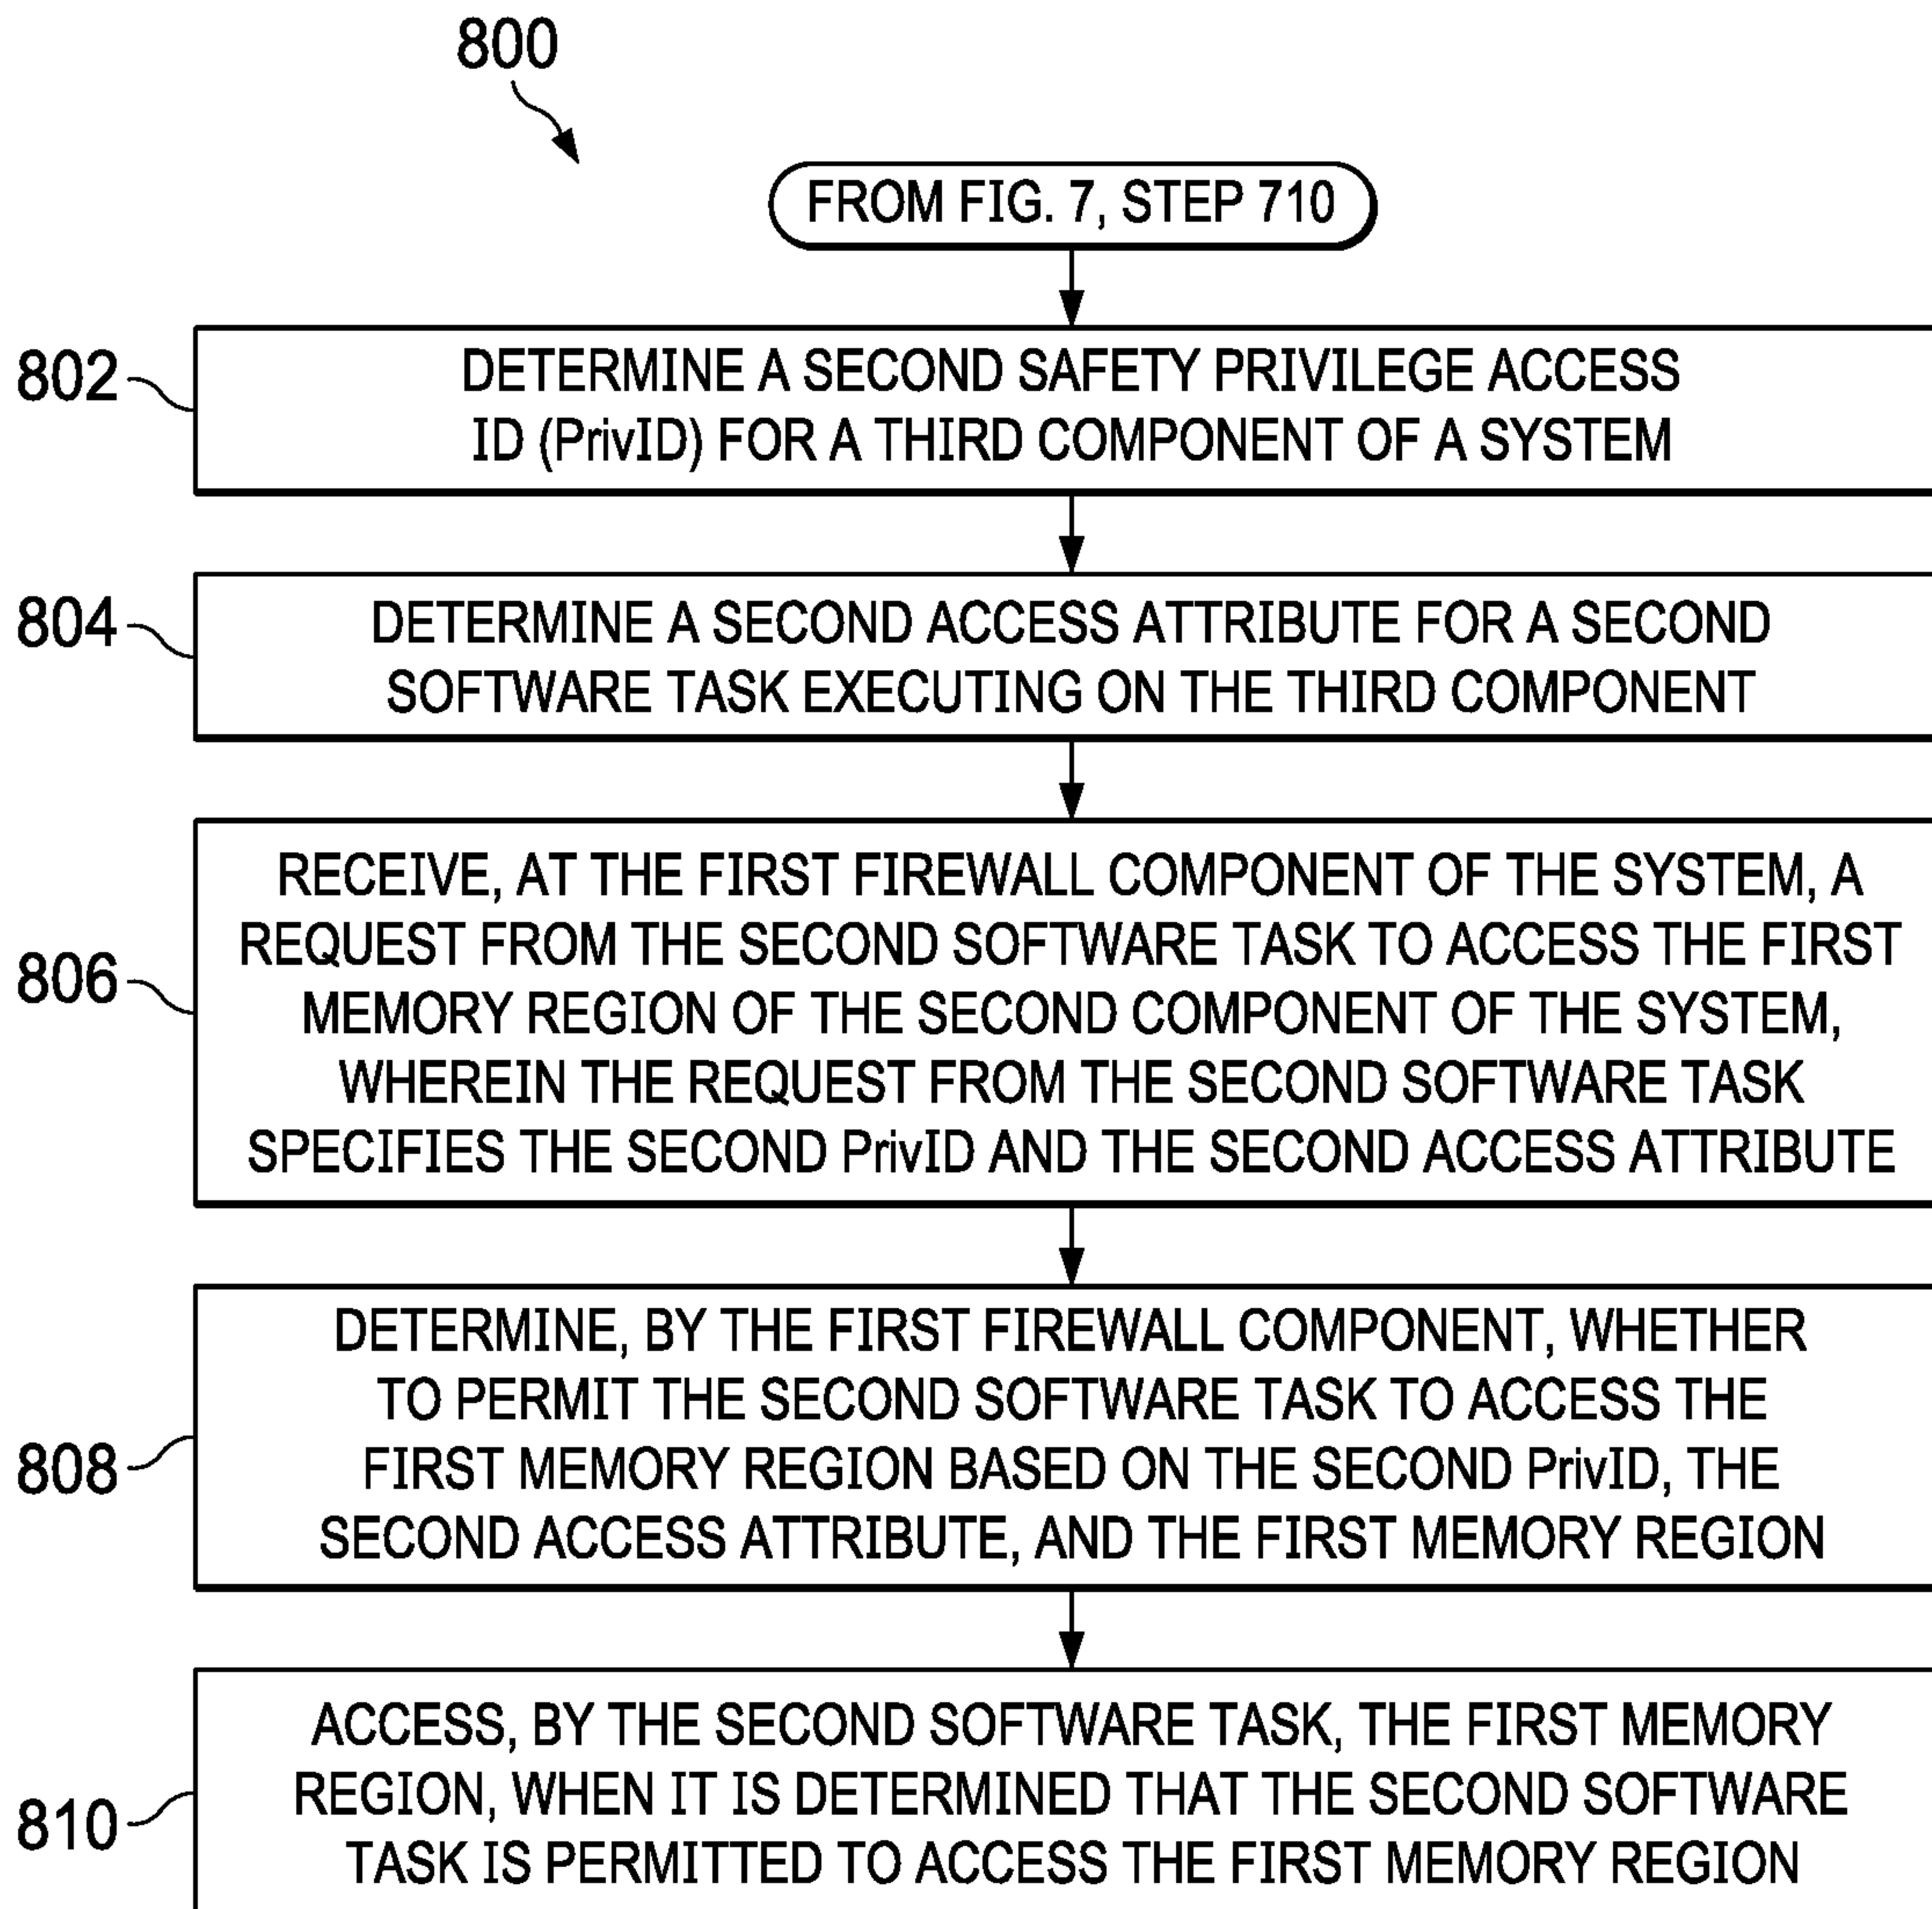 800
FROM FIG. 7, STEP 710
802
DETERMINE A SECOND SAFETY PRIVILEGE ACCESS
ID (PrivID) FOR A THIRD COMPONENT OF A SYSTEM
804
DETERMINE A SECOND ACCESS ATTRIBUTE FOR A SECOND
SOFTWARE TASK EXECUTING ON THE THIRD COMPONENT
806
RECEIVE, AT THE FIRST FIREWALL COMPONENT OF THE SYSTEM, A
REQUEST FROM THE SECOND SOFTWARE TASK TO ACCESS THE FIRST
MEMORY REGION OF THE SECOND COMPONENT OF THE SYSTEM,
WHEREIN THE REQUEST FROM THE SECOND SOFTWARE TASK
SPECIFIES THE SECOND PrivID AND THE SECOND ACCESS ATTRIBUTE
808
DETERMINE, BY THE FIRST FIREWALL COMPONENT, WHETHER
TO PERMIT THE SECOND SOFTWARE TASK TO ACCESS THE
FIRST MEMORY REGION BASED ON THE SECOND PrivID, THE
SECOND ACCESS ATTRIBUTE, AND THE FIRST MEMORY REGION
810
ACCESS, BY THE SECOND SOFTWARE TASK, THE FIRST MEMORY
REGION, WHEN IT IS DETERMINED THAT THE SECOND SOFTWARE
TASK IS PERMITTED TO ACCESS THE FIRST MEMORY REGION